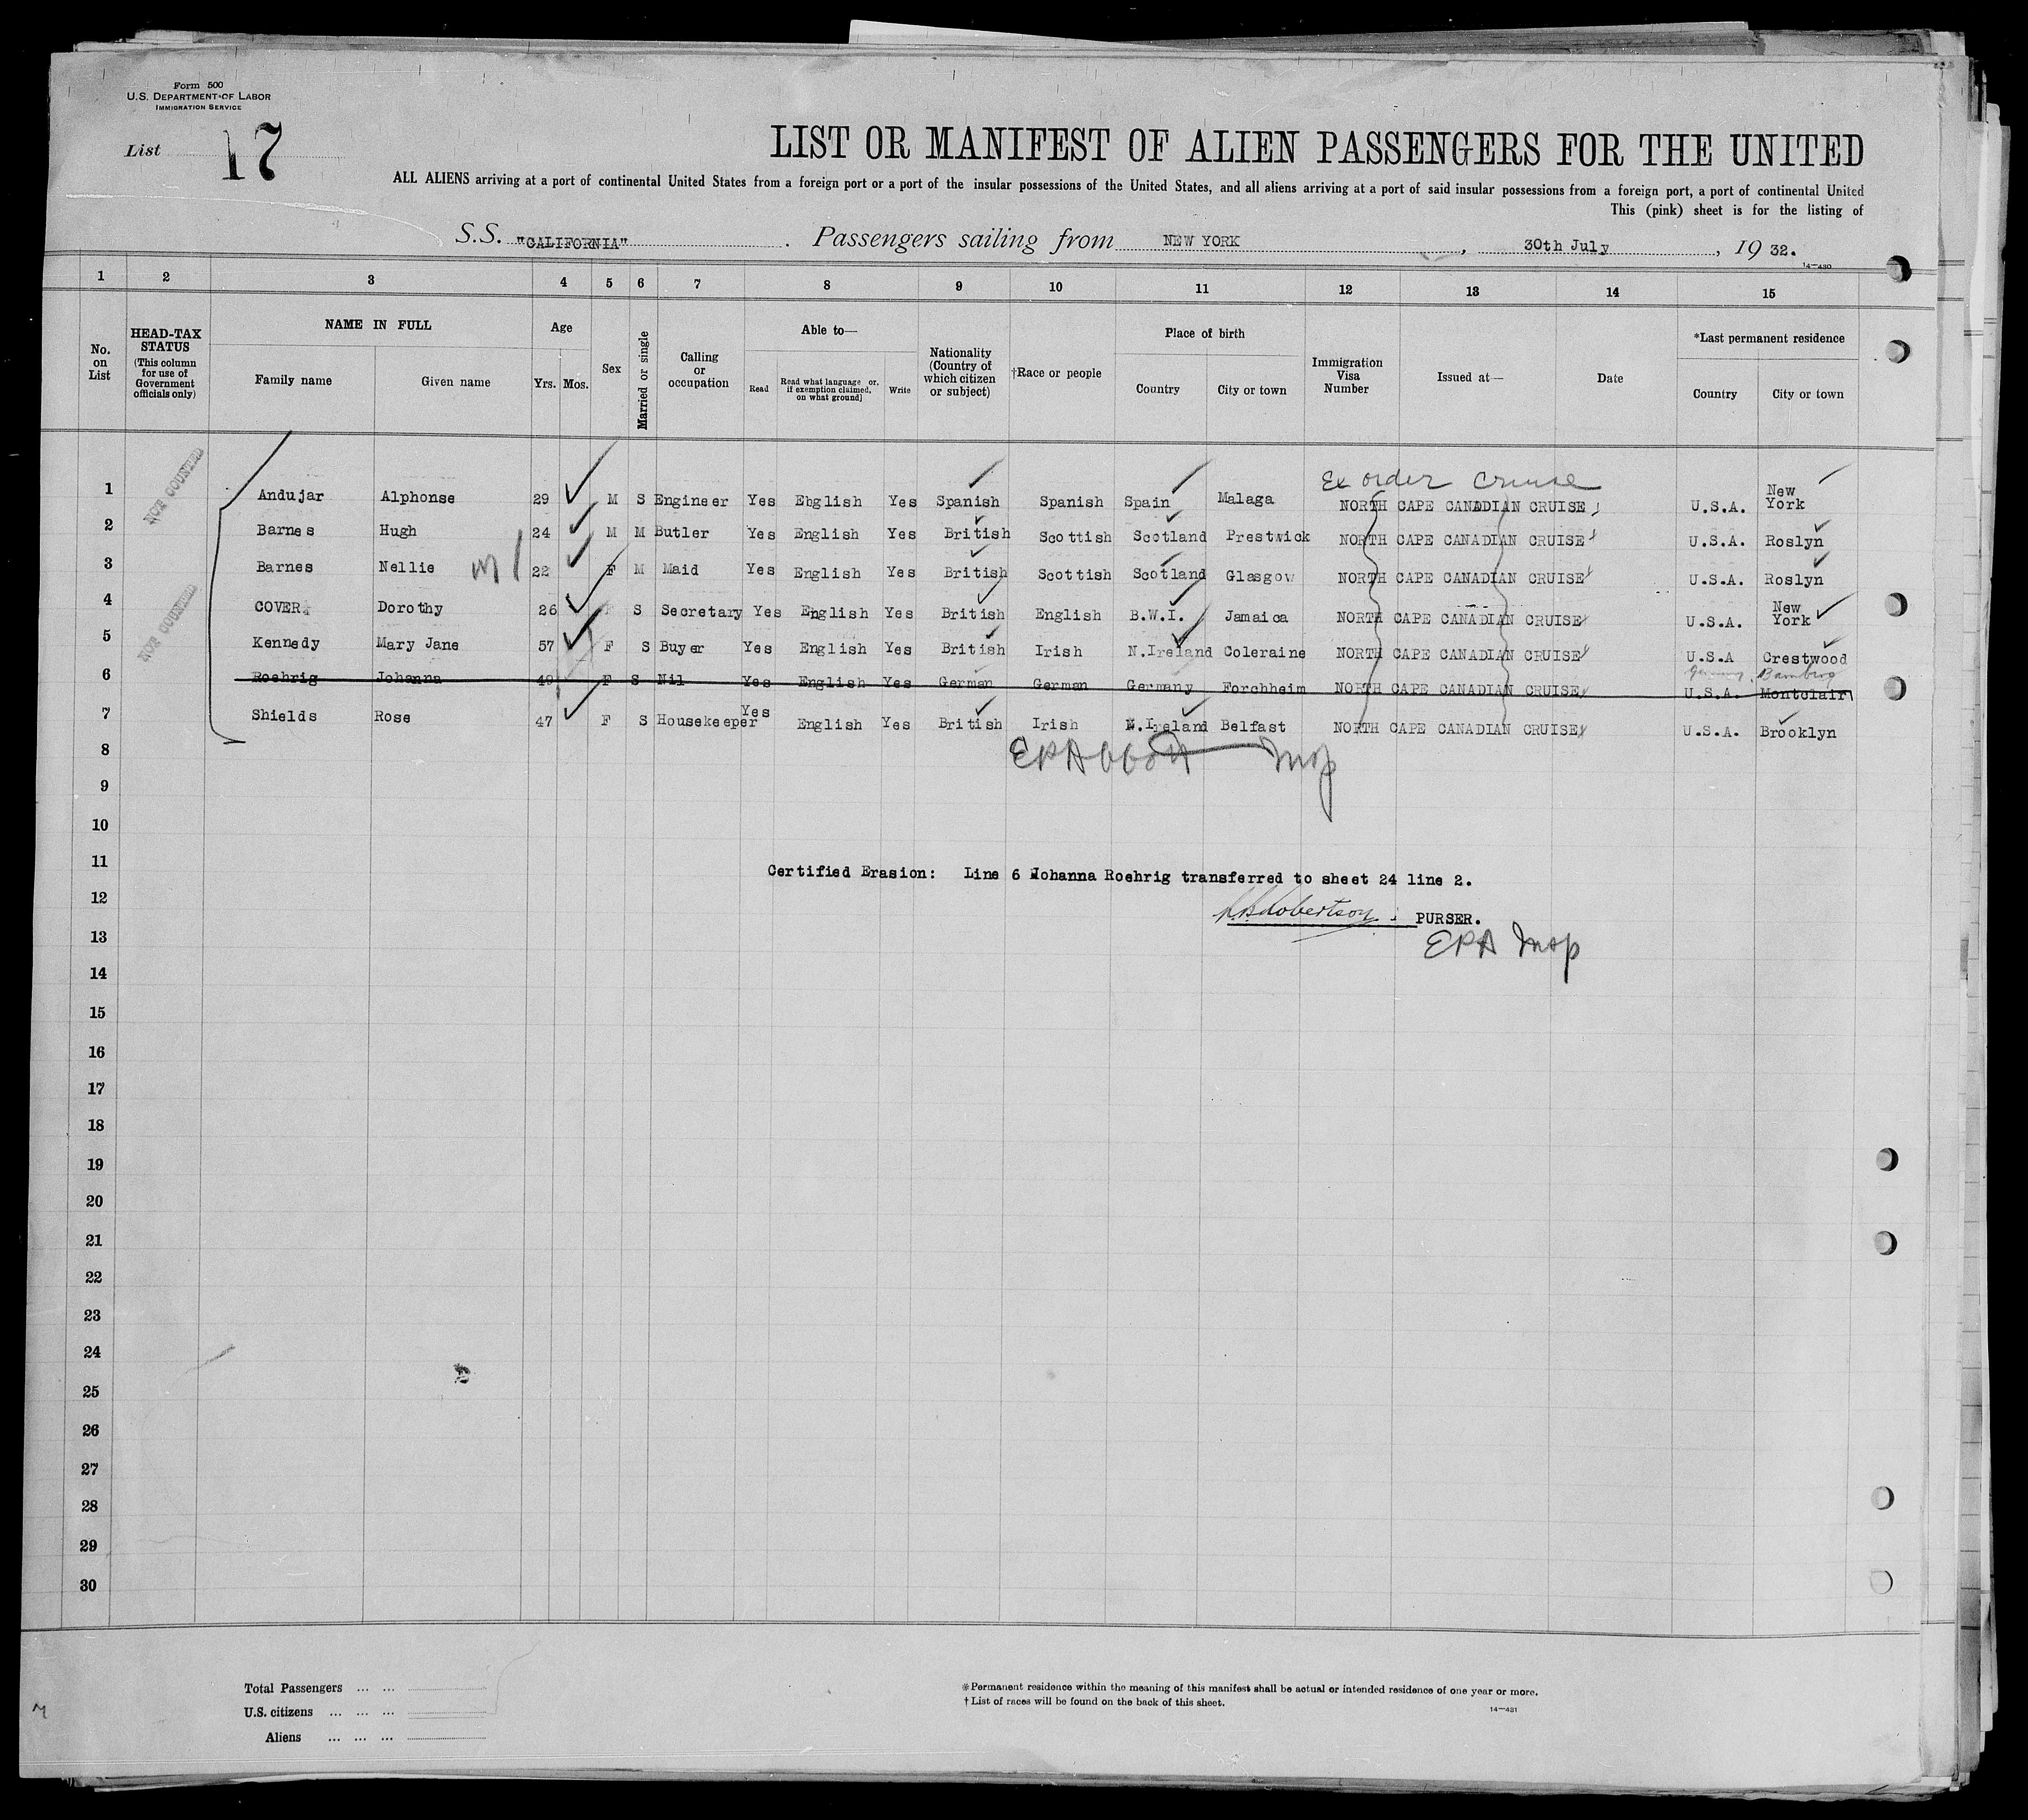 Form 500
U.S. DEPARTMENT OF LABOR
IMMIGRATION SERVICE
List 17
LIST OR MANIFEST OF ALIEN PASSENGERS FOR THE UNITED
ALL ALIENS arriving at a port of continental United States from a foreign port or a port of the insular possessions of the United States, and all aliens arriving at a port of said insular possessions from a foreign port, a port of continental United
This (pink) sheet is for the listing of
S.S. "CALIFORNIA" . Passengers sailing from NEW YORK , 30th July , 19 32.
14—430
1 2 3 4 5 6 7 8 9 10 11 12 13 14 15
No. on List
HEAD-TAX STATUS (This column for use of Government officials only)
NAME IN FULL
Family name Given name
Age
Yrs. Mos.
Sex
Married or single
Calling or occupation
Able to—
Read Read what language or, if exemption claimed, on what ground] Write
Nationality (Country of which citizen or subject)
†Race or people
Place of birth
Country City or town
Immigration Visa Number
Issued at—
Date
*Last permanent residence
Country City or town
NOT COUNTED
Ex order Cruise
1 Andujar Alphonse 29 M S Engineer Yes Ebglish Yes Spanish Spanish Spain Malaga NORTH CAPE CANADIAN CRUISE U.S.A. New York
2 Barnes Hugh 24 M M Butler Yes English Yes British Scottish Scotland Prestwick NORTH CAPE CANADIAN CRUISE U.S.A. Roslyn
3 Barnes Nellie m 22 F M Maid Yes English Yes British Scottish Scotland Glasgow NORTH CAPE CANADIAN CRUISE U.S.A. Roslyn
NOT COUNTED
4 COVER Dorothy 26 F S Secretary Yes English Yes British English B.W.I. Jamaica NORTH CAPE CANADIAN CRUISE U.S.A. New York
5 Kennedy Mary Jane 57 F S Buyer Yes English Yes British Irish N.Ireland Coleraine NORTH CAPE CANADIAN CRUISE U.S.A Crestwood
Germany
6 Roehrig Johanna 49 F S Nil Yes English Yes German German Germany Forchheim NORTH CAPE CANADIAN CRUISE U.S.A. Montclair
7 Shields Rose 47 F S Housekeeper Yes English Yes British Irish N.Ireland Belfast NORTH CAPE CANADIAN CRUISE U.S.A. Brooklyn
8 EPAbbott Insp
9
10
11 Certified Erasion: Line 6 Johanna Roehrig transferred to sheet 24 line 2.
12 Robertson PURSER.
13 EPA Insp
14
15
16
17
18
19
20
21
22
23
24
25
26
27
28
29
30
Total Passengers ... ...
U.S. citizens ... ... ...
Aliens ... ... ...
*Permanent residence within the meaning of this manifest shall be actual or intended residence of one year or more.
†List of races will be found on the back of this sheet.
14—431